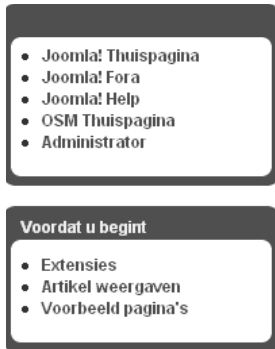 Joomla! Thuispagina
Joomla! Fora
Joomla! Help
OSM Thuispagina
Administrator
Voordat u begint
Extensies
Artikel weergaven
Voorbeeld pagina's